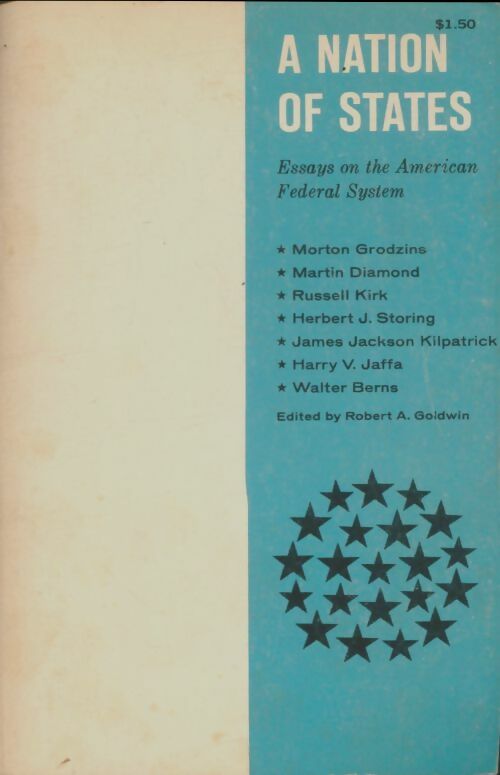 $1.50
A NATION
OF STATES
Essays on the American
Federal System
★ Morton Grodzins
★ Martin Diamond
★ Russell Kirk
★ Herbert J. Storing
★ James Jackson Kilpatrick
★ Harry V. Jaffa
★ Walter Berns
Edited by Robert A. Goldwin